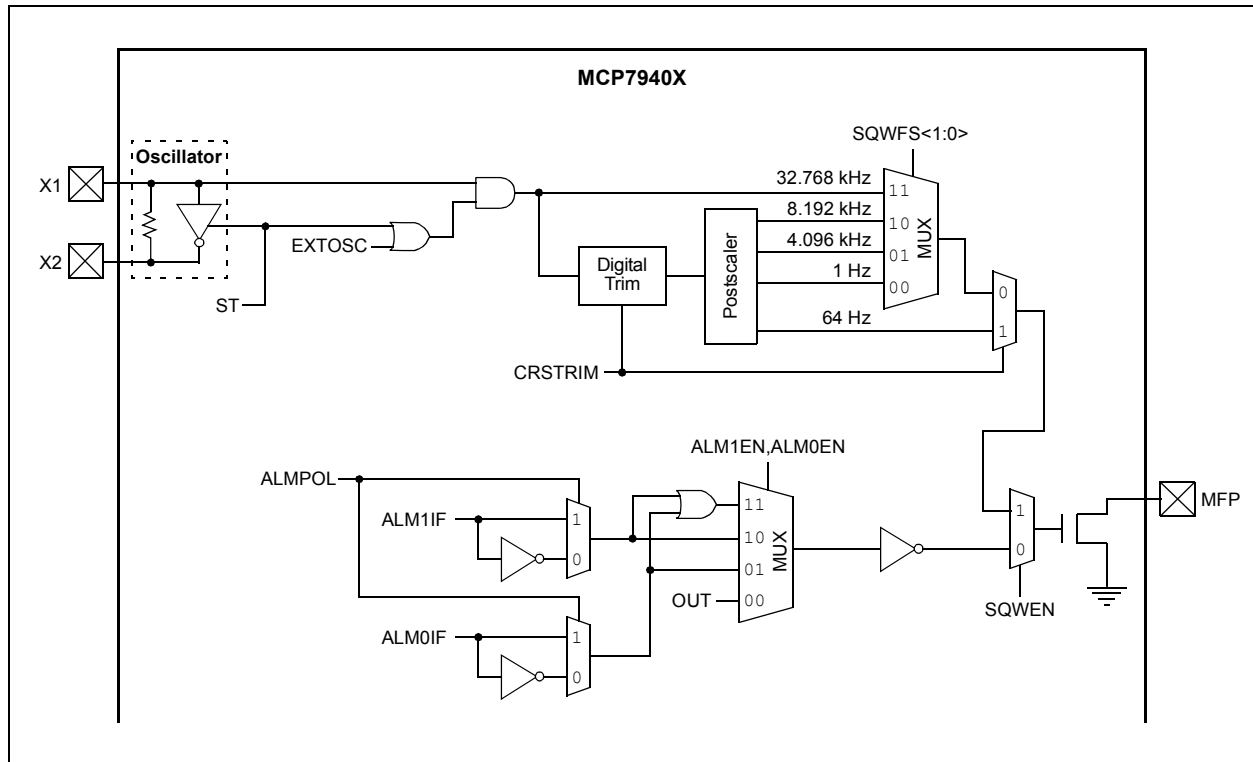 MCP7940X
SQWFS<1:0>
Oscillator
X1
X2
ST
EXTOSC
32.768 kHz
8.192 kHz
4.096 kHz
1 Hz
64 Hz
11
10
01
00
MUX
Digital
Trim
Postscaler
0
1
CRSTRIM
ALM1EN,ALM0EN
ALMPOL
ALM1IF
1
0
ALM0IF
1
0
11
10
01
00
MUX
OUT
1
0
SQWEN
MFP